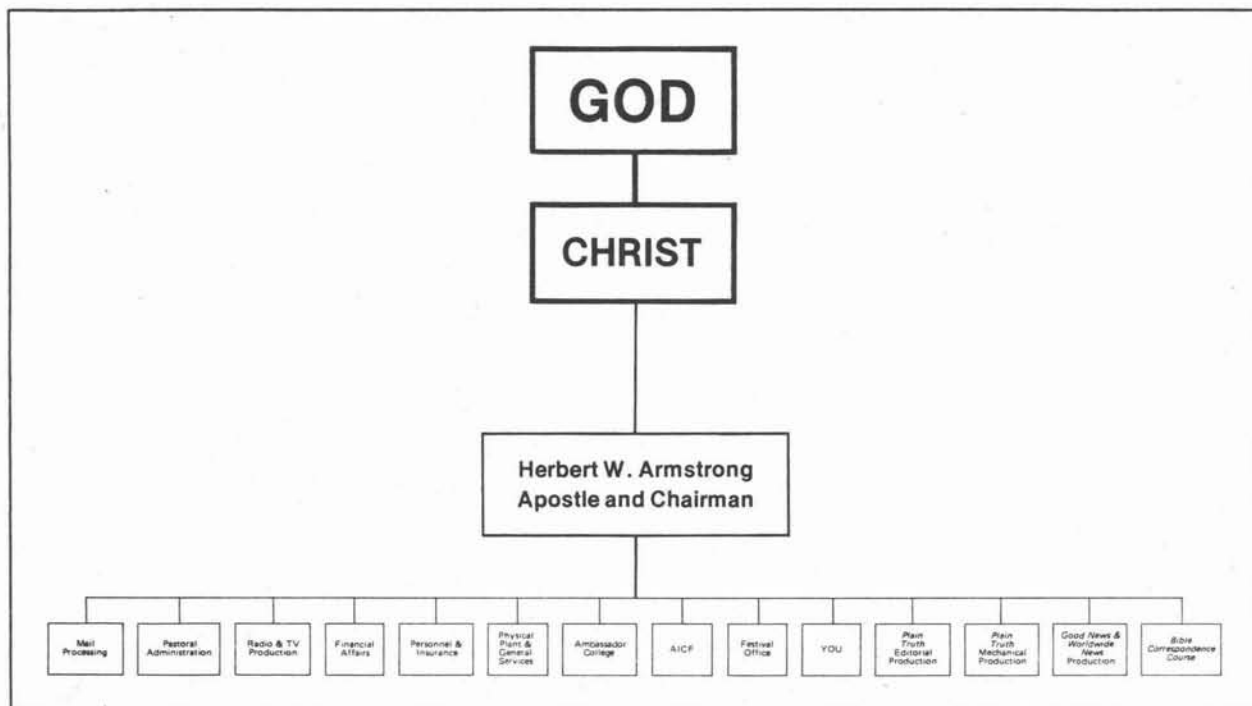 GOD
CHRIST
Herbert W. Armstrong
Apostle and Chairman
Mail
Processing
Pastoral
Administration
Radio & TV
Production
Financial
Affairs
Personnel &
Insurance
Physical
Plant &
General
Services
Ambassador
College
AICF
Festival
Office
YOU
Plain
Truth
Editorial
Production
Plain
Truth
Mechanical
Production
Good News &
Worldwide
News
Production
Bible
Correspondence
Course